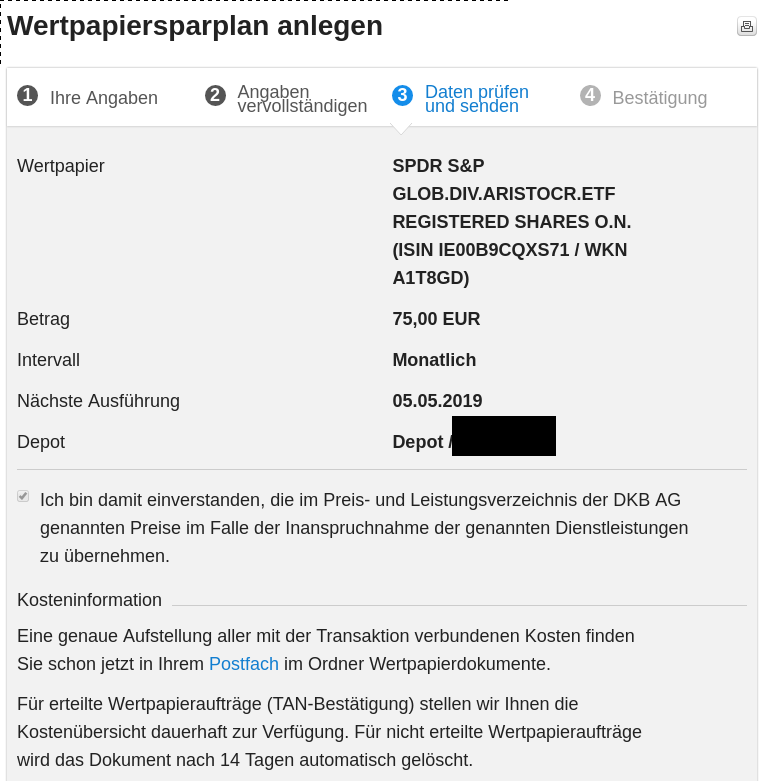 Wertpapiersparplan anlegen
1 Ihre Angaben
2 Angaben
vervollständigen
3 Daten prüfen
und senden
4 Bestätigung
Wertpapier
SPDR S&P
GLOB.DIV.ARISTOCR.ETF
REGISTERED SHARES O.N.
(ISIN IE00B9CQXS71 / WKN
A1T8GD)
Betrag 75,00 EUR
Intervall Monatlich
Nächste Ausführung 05.05.2019
Depot Depot /
Ich bin damit einverstanden, die im Preis- und Leistungsverzeichnis der DKB AG
genannten Preise im Falle der Inanspruchnahme der genannten Dienstleistungen
zu übernehmen.
Kosteninformation
Eine genaue Aufstellung aller mit der Transaktion verbundenen Kosten finden
Sie schon jetzt in Ihrem Postfach im Ordner Wertpapierdokumente.
Für erteilte Wertpapieraufträge (TAN-Bestätigung) stellen wir Ihnen die
Kostenübersicht dauerhaft zur Verfügung. Für nicht erteilte Wertpapieraufträge
wird das Dokument nach 14 Tagen automatisch gelöscht.